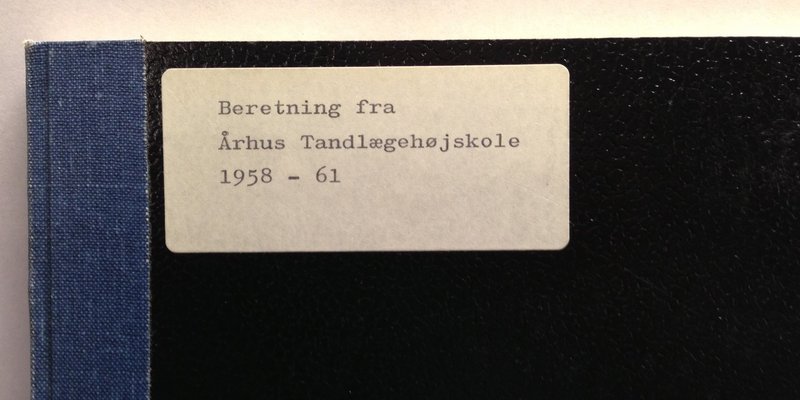 Beretning fra
Århus Tandlægehøjskole
1958 - 61